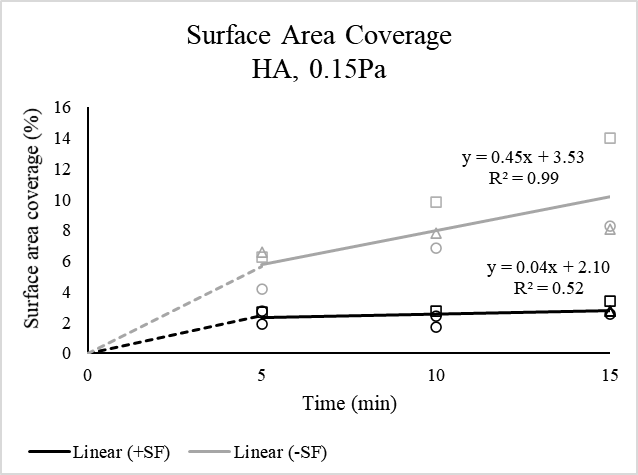 Surface Area Coverage
HA, 0.15Pa
Surface area coverage (%)
16
14
12
10
8
6
4
2
0
y = 0.45x + 3.53
R² = 0.99
y = 0.04x + 2.10
R² = 0.52
0 5 10 15
Time (min)
Linear (+SF) Linear (-SF)